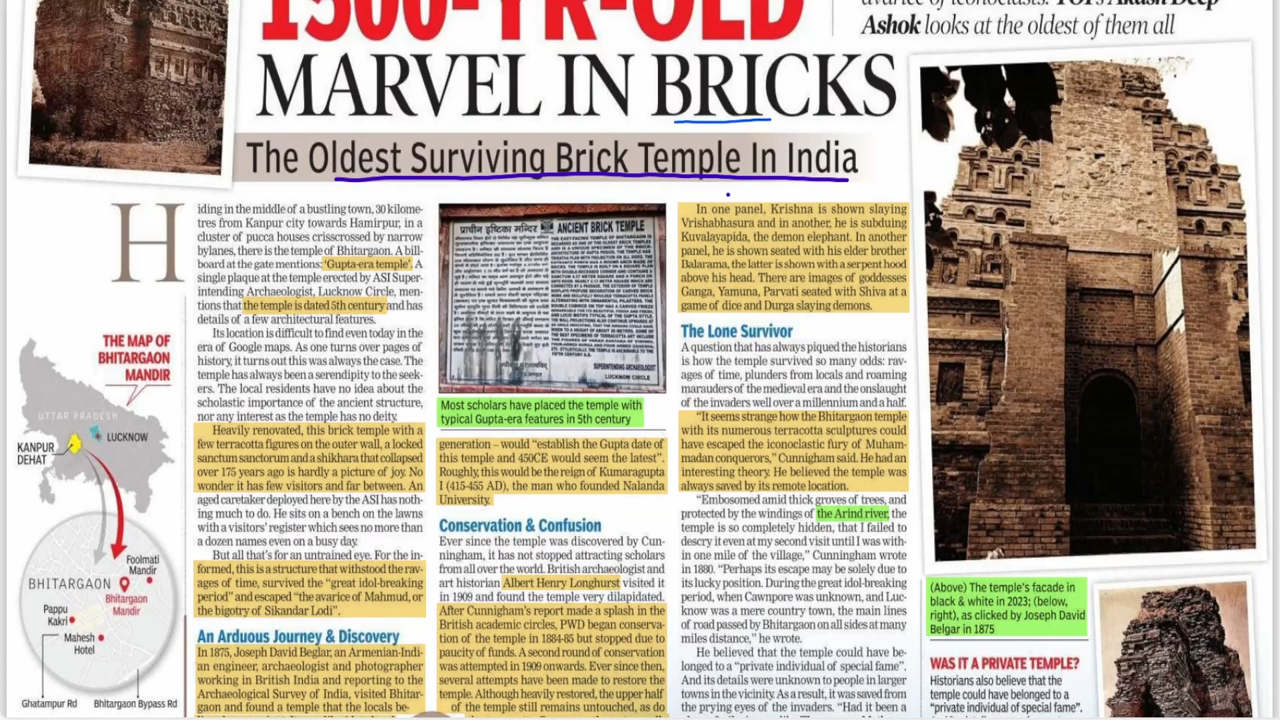 1500-YR-OLD
MARVEL IN BRICKS
The Oldest Surviving Brick Temple In India
avarice of iconoclasts. TOI's Akash Deep
Ashok looks at the oldest of them all
H
iding in the middle of a bustling town, 30 kilome-
tres from Kanpur city towards Hamirpur, in a
cluster of pucca houses crisscrossed by narrow
bylanes, there is the temple of Bhitargaon. A bill-
board at the gate mentions: 'Gupta-era temple'. A
single plaque at the temple erected by ASI Super-
intending Archaeologist, Lucknow Circle, men-
tions that the temple is dated 5th century and has
details of a few architectural features.
Its location is difficult to find even today in the
era of Google maps. As one turns over pages of
history, it turns out this was always the case. The
temple has always been a serendipity to the seek-
ers. The local residents have no idea about the
scholastic importance of the ancient structure,
nor any interest as the temple has no deity.
Heavily renovated, this brick temple with a
few terracotta figures on the outer wall, a locked
sanctum sanctorum and a shikhara that collapsed
over 175 years ago is hardly a picture of joy. No
wonder it has few visitors and far between. An
aged caretaker deployed here by the ASI has noth-
ing much to do. He sits on a bench on the lawns
with a visitors' register which sees no more than
a dozen names even on a busy day.
But all that's for an untrained eye. For the in-
formed, this is a structure that withstood the rav-
ages of time, survived the "great idol-breaking
period" and escaped "the avarice of Mahmud, or
the bigotry of Sikandar Lodi".
An Arduous Journey & Discovery
In 1875, Joseph David Beglar, an Armenian-Indi-
an engineer, archaeologist and photographer
working in British India and reporting to the
Archaeological Survey of India, visited Bhitar-
gaon and found a temple that the locals be-
THE MAP OF
BHITARGAON
MANDIR
UTTAR PRADESH
LUCKNOW
KANPUR
DEHAT
Foolmati
Mandir
BHITARGAON
Bhitargaon
Mandir
Pappu
Kakri
Mahesh
Hotel
Ghatampur Rd
Bhitargaon Bypass Rd
प्राचीन इष्टिका मन्दिर
ANCIENT BRICK TEMPLE
SUPERINTENDING ARCHAEOLOGIST
LUCKNOW CIRCLE
Most scholars have placed the temple with
typical Gupta-era features in 5th century
generation – would "establish the Gupta date of
this temple and 450CE would seem the latest".
Roughly, this would be the reign of Kumaragupta
I (415-455 AD), the man who founded Nalanda
University.
Conservation & Confusion
Ever since the temple was discovered by Cun-
ningham, it has not stopped attracting scholars
from all over the world. British archaeologist and
art historian Albert Henry Longhurst visited it
in 1909 and found the temple very dilapidated.
After Cunnigham's report made a splash in the
British academic circles, PWD began conserva-
tion of the temple in 1884-85 but stopped due to
paucity of funds. A second round of conservation
was attempted in 1909 onwards. Ever since then,
several attempts have been made to restore the
temple. Although heavily restored, the upper half
of the temple still remains untouched, as do
In one panel, Krishna is shown slaying
Vrishabhasura and in another, he is subduing
Kuvalayapida, the demon elephant. In another
panel, he is shown seated with his elder brother
Balarama, the latter is shown with a serpent hood
above his head. There are images of goddesses
Ganga, Yamuna, Parvati seated with Shiva at a
game of dice and Durga slaying demons.
The Lone Survivor
A question that has always piqued the historians
is how the temple survived so many odds: rav-
ages of time, plunders from locals and roaming
marauders of the medieval era and the onslaught
of the invaders well over a millennium and a half.
"It seems strange how the Bhitargaon temple
with its numerous terracotta sculptures could
have escaped the iconoclastic fury of Muham-
madan conquerors," Cunnigham said. He had an
interesting theory. He believed the temple was
always saved by its remote location.
"Embosomed amid thick groves of trees, and
protected by the windings of the Arind river, the
temple is so completely hidden, that I failed to
descry it even at my second visit until I was with-
in one mile of the village," Cunningham wrote
in 1880. "Perhaps its escape may be solely due to
its lucky position. During the great idol-breaking
period, when Cawnpore was unknown, and Luc-
know was a mere country town, the main lines
of road passed by Bhitargaon on all sides at many
miles distance," he wrote.
He believed that the temple could have be-
longed to a "private individual of special fame".
And its details were unknown to people in larger
towns in the vicinity. As a result, it was saved from
the prying eyes of the invaders. "Had it been a
(Above) The temple's facade in
black & white in 2023; (below,
right), as clicked by Joseph David
Belgar in 1875
WAS IT A PRIVATE TEMPLE?
Historians also believe that the
temple could have belonged to a
"private individual of special fame",